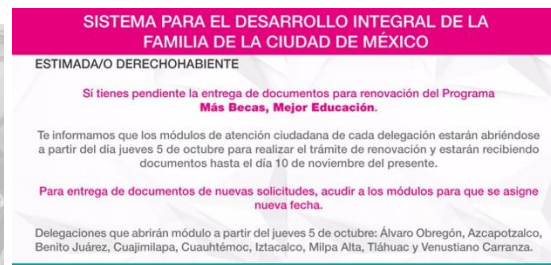 SISTEMA PARA EL DESARROLLO INTEGRAL DE LA
FAMILIA DE LA CIUDAD DE MÉXICO
ESTIMADA/O DERECHOHABIENTE
Sí tienes pendiente la entrega de documentos para renovación del Programa
Más Becas, Mejor Educación.
Te informamos que los módulos de atención ciudadana de cada delegación estarán abriéndose
a partir del día jueves 5 de octubre para realizar el trámite de renovación y estarán recibiendo
documentos hasta el día 10 de noviembre del presente.
Para entrega de documentos de nuevas solicitudes, acudir a los módulos para que se asigne
nueva fecha.
Delegaciones que abrirán módulo a partir del jueves 5 de octubre: Álvaro Obregón, Azcapotzalco,
Benito Juárez, Cuajimilapa, Cuauhtémoc, Iztacalco, Milpa Alta, Tláhuac y Venustiano Carranza.